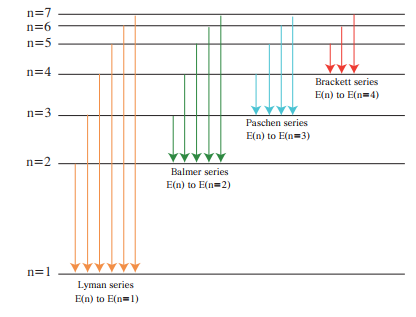 n=7
n=6
n=5
n=4
Brackett series
E(n) to E(n=4)
n=3
Paschen series
E(n) to E(n=3)
n=2
Balmer series
E(n) to E(n=2)
n=1
Lyman series
E(n) to E(n=1)